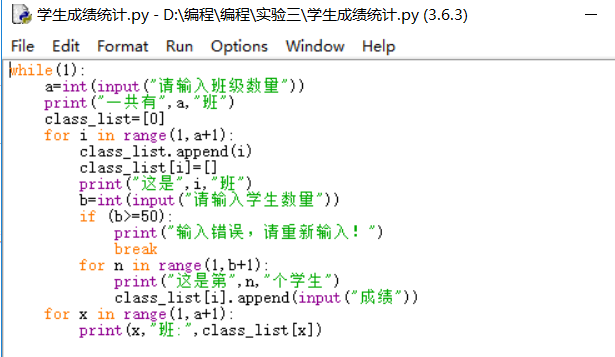 学生成绩统计.py - D:\编程\编程\实验三\学生成绩统计.py (3.6.3)
File Edit Format Run Options Window Help
while(1):
    a=int(input("请输入班级数量"))
    print("一共有",a,"班")
    class_list=[0]
    for i in range(1,a+1):
        class_list.append(i)
        class_list[i]=[]
        print("这是",i,"班")
        b=int(input("请输入学生数量"))
        if (b>=50):
            print("输入错误，请重新输入！")
            break
        for n in range(1,b+1):
            print("这是第",n,"个学生")
            class_list[i].append(input("成绩"))
    for x in range(1,a+1):
        print(x,"班:",class_list[x])